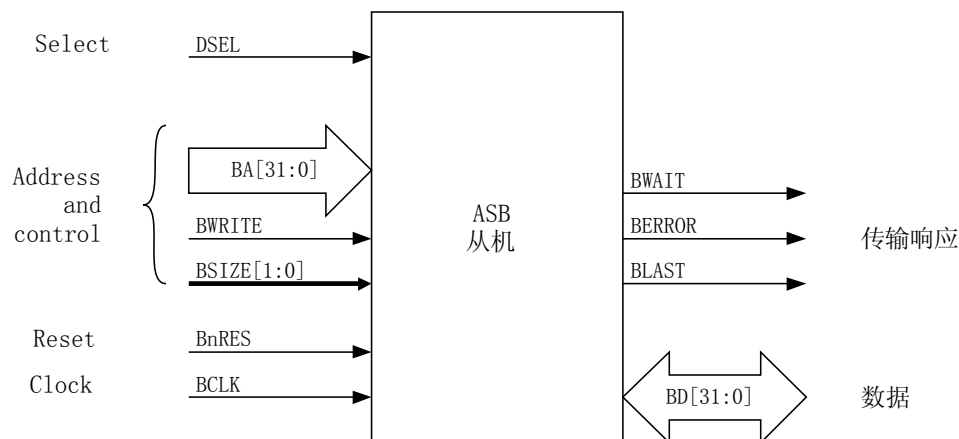 Select
DSEL
Address
and
control
BA[31:0]
BWRITE
BSIZE[1:0]
Reset
BnRES
Clock
BCLK
ASB
从机
BWAIT
BERROR
BLAST
传输响应
BD[31:0]
数据